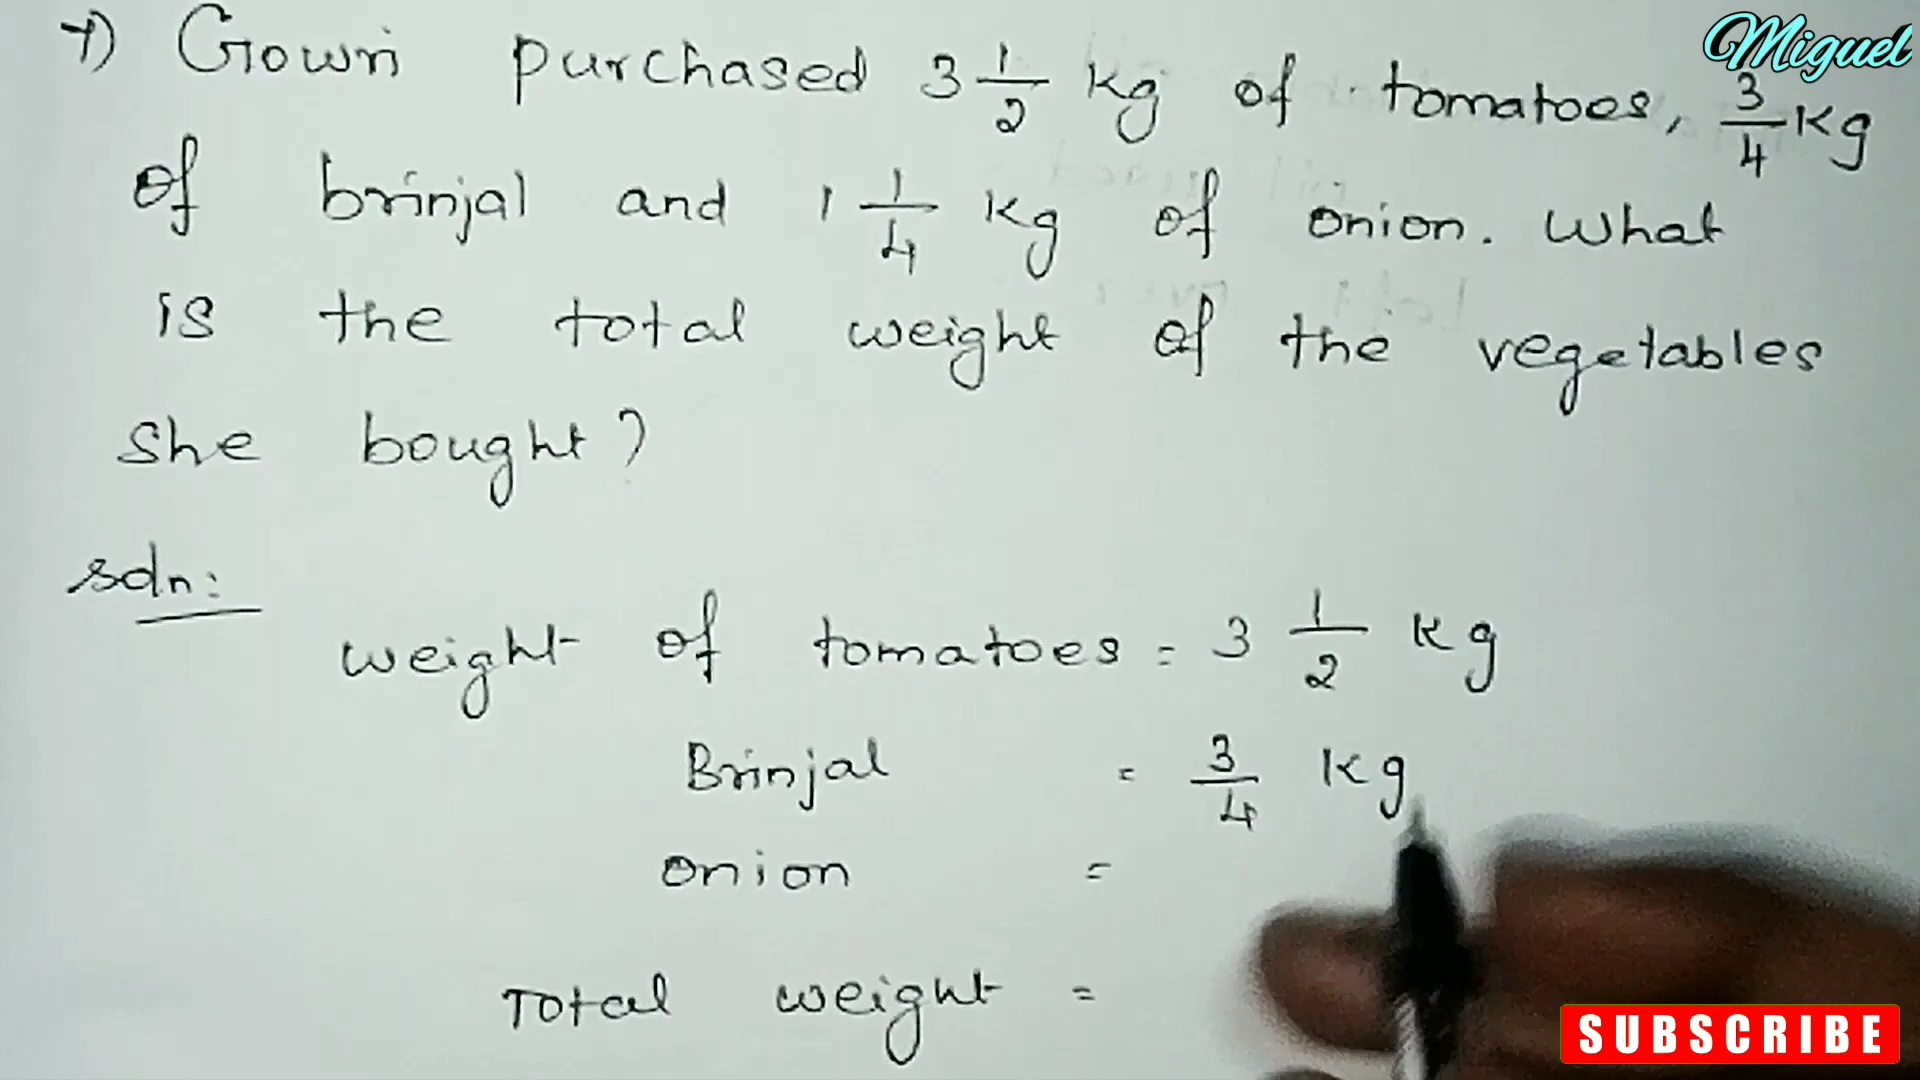 7) Gowri purchased 3 1/2 kg of tomatoes, 3/4 kg
of brinjal and 1 1/4 kg of onion. What
is the total weight of the vegetables
she bought?
soln:
weight of tomatoes = 3 1/2 kg
Brinjal = 3/4 kg
onion =
Total weight =
Miguel
SUBSCRIBE